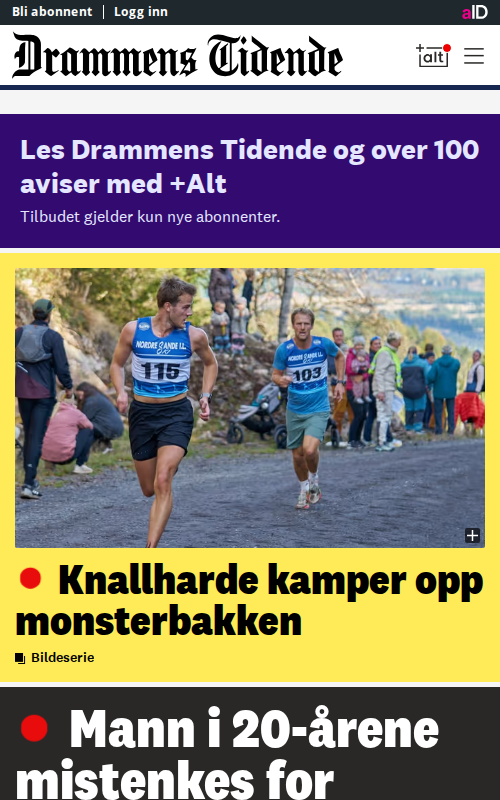 Bli abonnent
Logg inn
aID
Drammens Tidende
+alt
Les Drammens Tidende og over 100
aviser med +Alt
Tilbudet gjelder kun nye abonnenter.
NORDRE SANDE I.L.
115
NORDRE SANDE I.L.
103
Knallharde kamper opp
monsterbakken
Bildeserie
Mann i 20-årene
mistenkes for